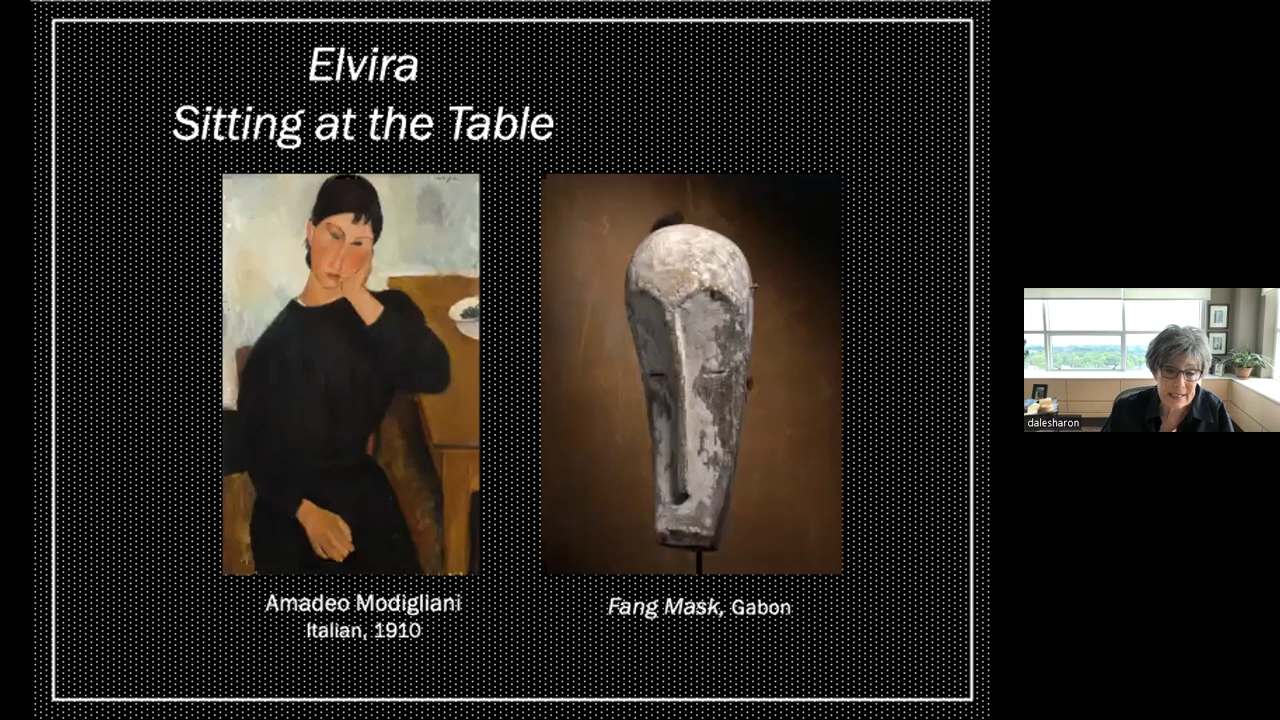 Elvira
Sitting at the Table
Amadeo Modigliani
Italian, 1910
Fang Mask, Gabon
dalesharon